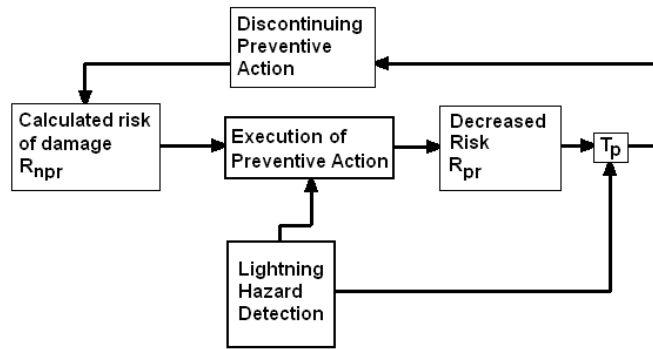 Discontinuing
Preventive
Action
Calculated risk
of damage
Rnpr
Execution of
Preventive Action
Decreased
Risk
Rpr
Tp
Lightning
Hazard
Detection